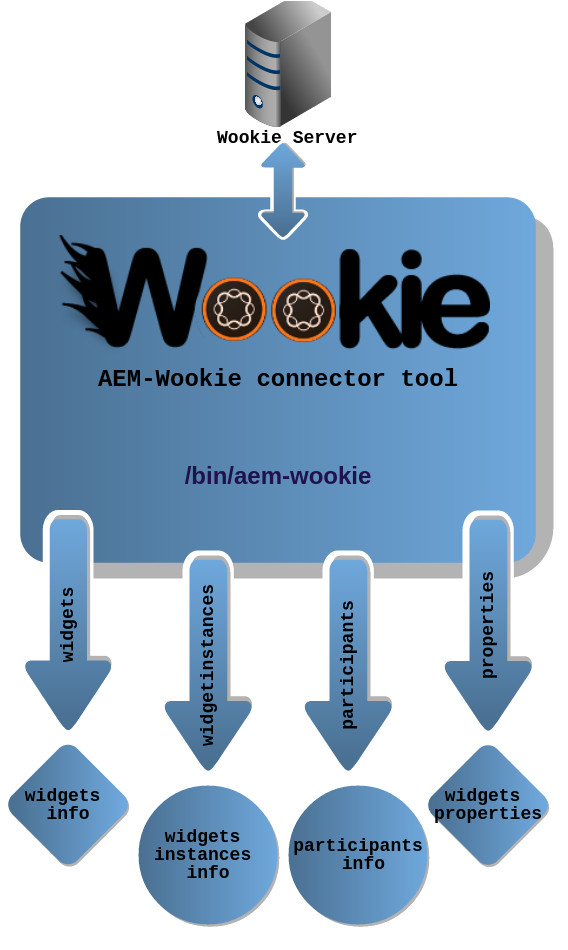 Wookie Server
Wookie
AEM-Wookie connector tool
/bin/aem-wookie
widgets
widgetinstances
participants
properties
widgets
info
widgets
instances
info
participants
info
widgets
properties